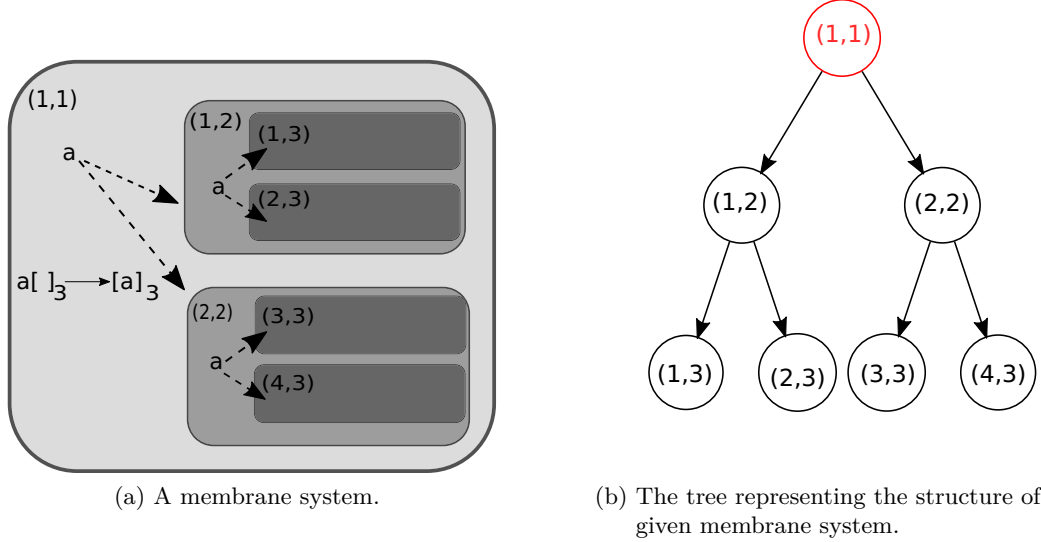 (1,1)
(1,2)
(1,3)
a
a
(2,3)
a[ ]3 [a]3
(2,2)
(3,3)
a
(4,3)
(a) A membrane system.
(1,1)
(1,2)
(2,2)
(1,3)
(2,3)
(3,3)
(4,3)
(b) The tree representing the structure of
given membrane system.